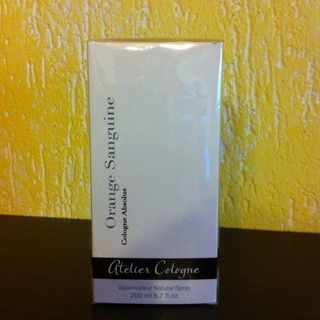 Orange Sanguine
Cologne Absolue
Atelier Cologne
Vaporisateur Natural Spray
200 ml 6.7 fl.oz